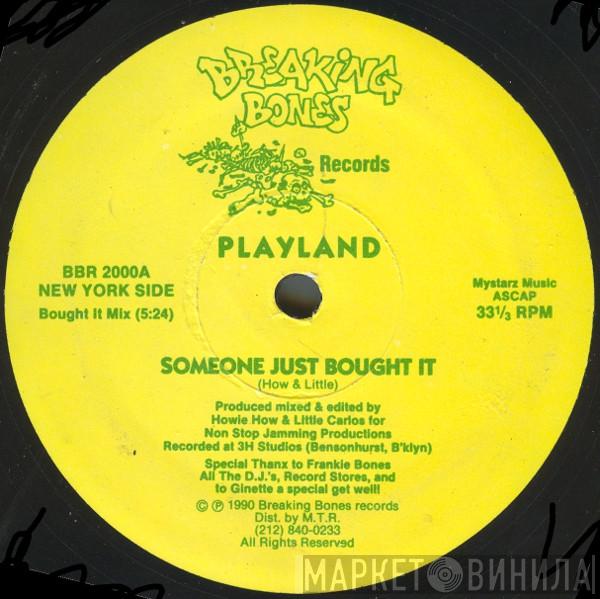 BREAKING
BONES
Records
PLAYLAND
BBR 2000A
NEW YORK SIDE
Bought It Mix (5:24)
Mystarz Music
ASCAP
33 1/3 RPM
SOMEONE JUST BOUGHT IT
(How & Little)
Produced mixed & edited by
Howie How & Little Carlos for
Non Stop Jamming Productions
Recorded at 3H Studios (Bensonhurst, B'klyn)
Special Thanx to Frankie Bones
All The D.J.'s, Record Stores, and
to Ginette a special get well!
© ℗ 1990 Breaking Bones records
Dist. by M.T.R.
(212) 840-0233
All Rights Reserved
МАРКЕТ ВИНИЛА